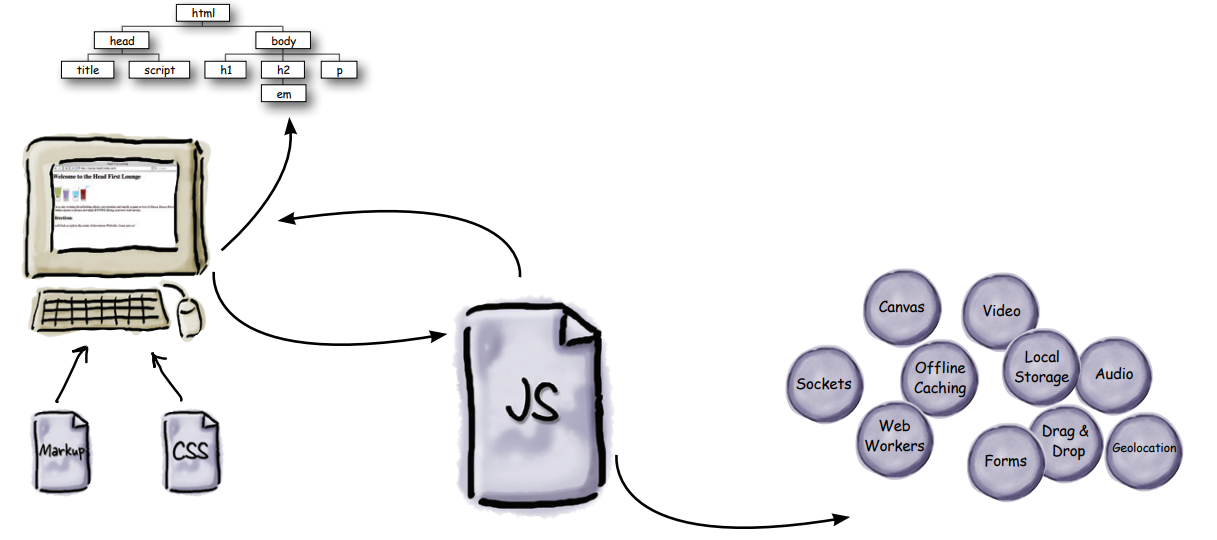 html
head
body
title
script
h1
h2
p
em
Welcome to the Head First Lounge
Markup
CSS
JS
Canvas
Video
Sockets
Offline
Caching
Local
Storage
Audio
Web
Workers
Forms
Drag &
Drop
Geolocation